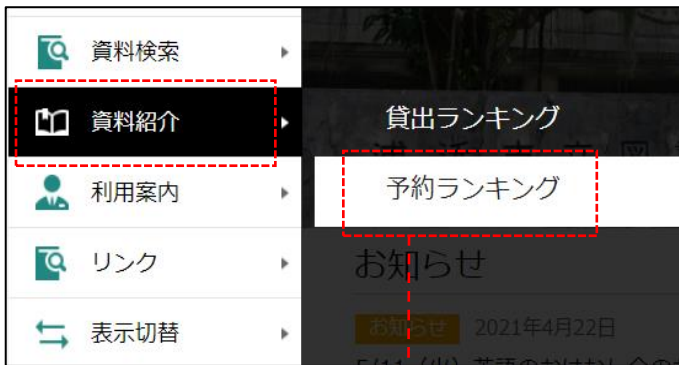 資料検索
資料紹介
利用案内
リンク
表示切替
貸出ランキング
予約ランキング
お知らせ
お知らせ 2021年4月22日